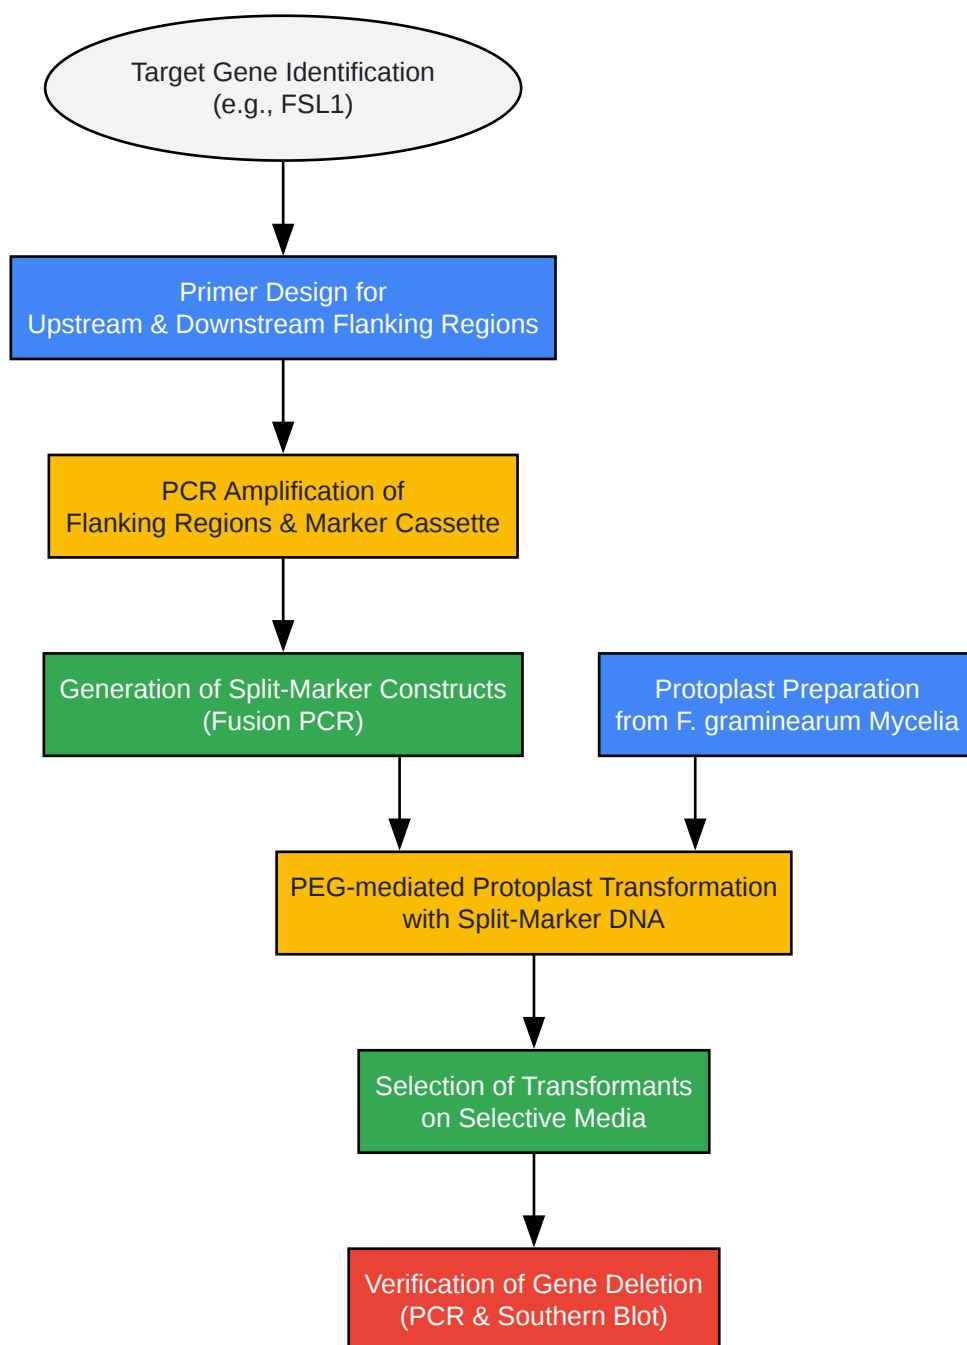 Target Gene Identification
(e.g., FSL1)
Primer Design for
Upstream & Downstream Flanking Regions
PCR Amplification of
Flanking Regions & Marker Cassette
Generation of Split-Marker Constructs
(Fusion PCR)
Protoplast Preparation
from F. graminearum Mycelia
PEG-mediated Protoplast Transformation
with Split-Marker DNA
Selection of Transformants
on Selective Media
Verification of Gene Deletion
(PCR & Southern Blot)